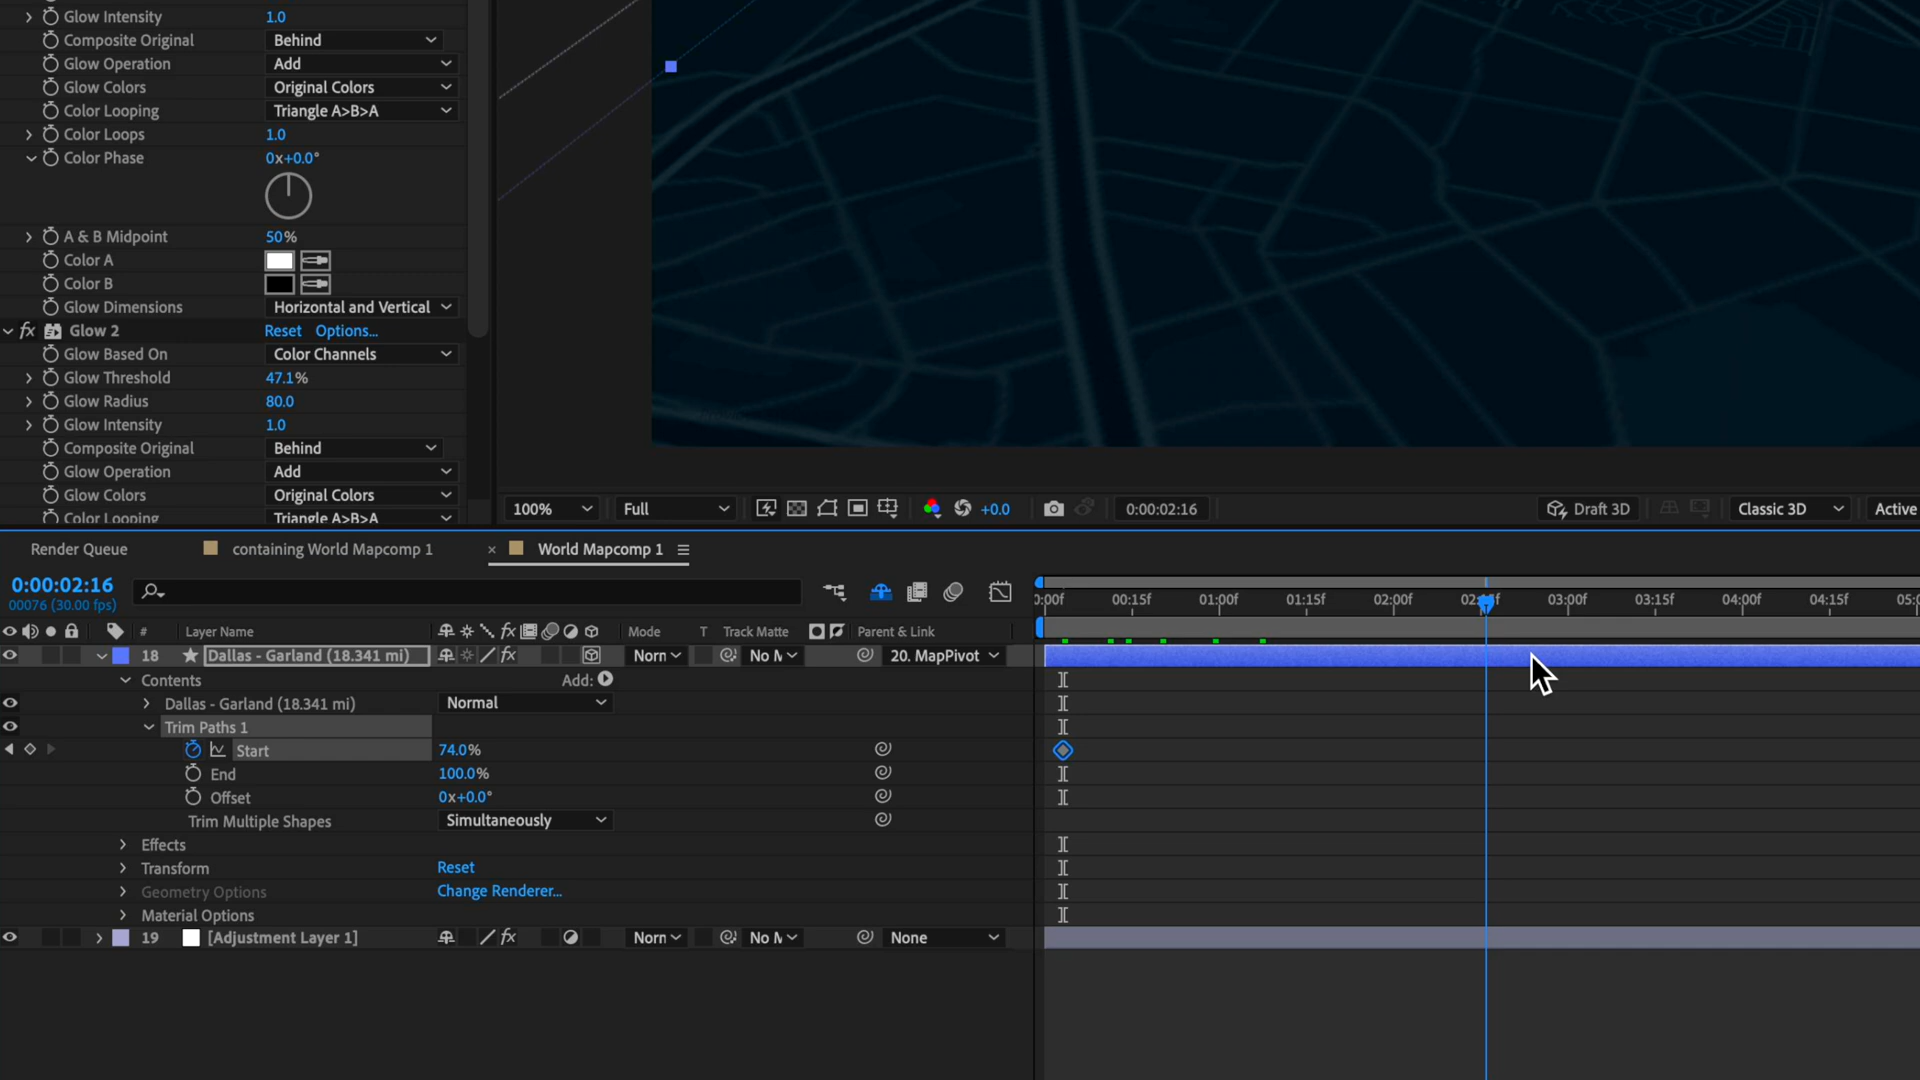 Glow Intensity 1.0
Composite Original Behind
Glow Operation Add
Glow Colors Original Colors
Color Looping Triangle A>B>A
Color Loops 1.0
Color Phase 0x+0.0°
A & B Midpoint 50%
Color A
Color B
Glow Dimensions Horizontal and Vertical
fx Glow 2 Reset Options...
Glow Based On Color Channels
Glow Threshold 47.1%
Glow Radius 80.0
Glow Intensity 1.0
Composite Original Behind
Glow Operation Add
Glow Colors Original Colors
Color Looping Triangle A>B>A
100% Full +0.0 0:00:02:16 Draft 3D Classic 3D Active
Render Queue containing World Mapcomp 1 × World Mapcomp 1
0:00:02:16
00076 (30.00 fps)
0:00f 00:15f 01:00f 01:15f 02:00f 03:00f 03:15f 04:00f 04:15f 05:0
# Layer Name fx Mode T Track Matte Parent & Link
18 Dallas - Garland (18.341 mi) fx Norn No M 20. MapPivot
Contents Add:
Dallas - Garland (18.341 mi) Normal
Trim Paths 1
Start 74.0%
End 100.0%
Offset 0x+0.0°
Trim Multiple Shapes Simultaneously
Effects
Transform Reset
Geometry Options Change Renderer...
Material Options
19 [Adjustment Layer 1] fx Norn No M None